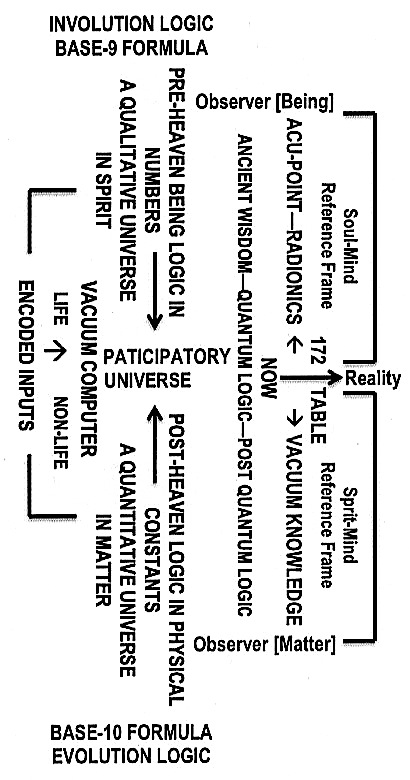 INVOLUTION LOGIC
BASE-9 FORMULA
Observer [Being]
Soul-Mind
Reference Frame
ACU-POINT—RADIONICS ← 172 TABLE → VACUUM KNOWLEDGE
Sprit-Mind
Reference Frame
ANCIENT WISDOM—QUANTUM LOGIC—POST QUANTUM LOGIC
NOW
Reality
PRE-HEAVEN BEING LOGIC IN
NUMBERS
A QUALITATIVE UNIVERSE
IN SPIRIT
PATICIPATORY
UNIVERSE
POST-HEAVEN LOGIC IN PHYSICAL
CONSTANTS
A QUANTITATIVE UNIVERSE
IN MATTER
VACUUM COMPUTER
LIFE → NON-LIFE
ENCODED INPUTS
Observer [Matter]
BASE-10 FORMULA
EVOLUTION LOGIC